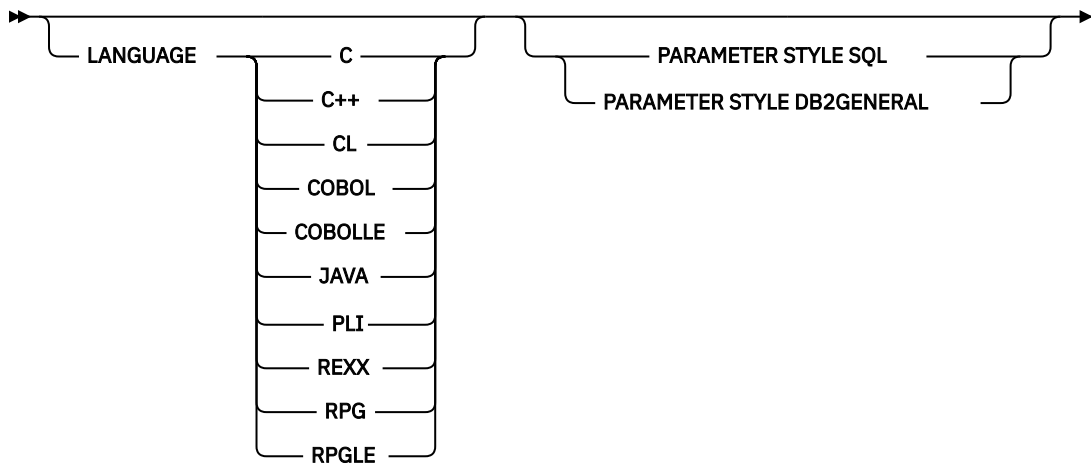 LANGUAGE C PARAMETER STYLE SQL
C++ PARAMETER STYLE DB2GENERAL
CL
COBOL
COBOLLE
JAVA
PLI
REXX
RPG
RPGLE